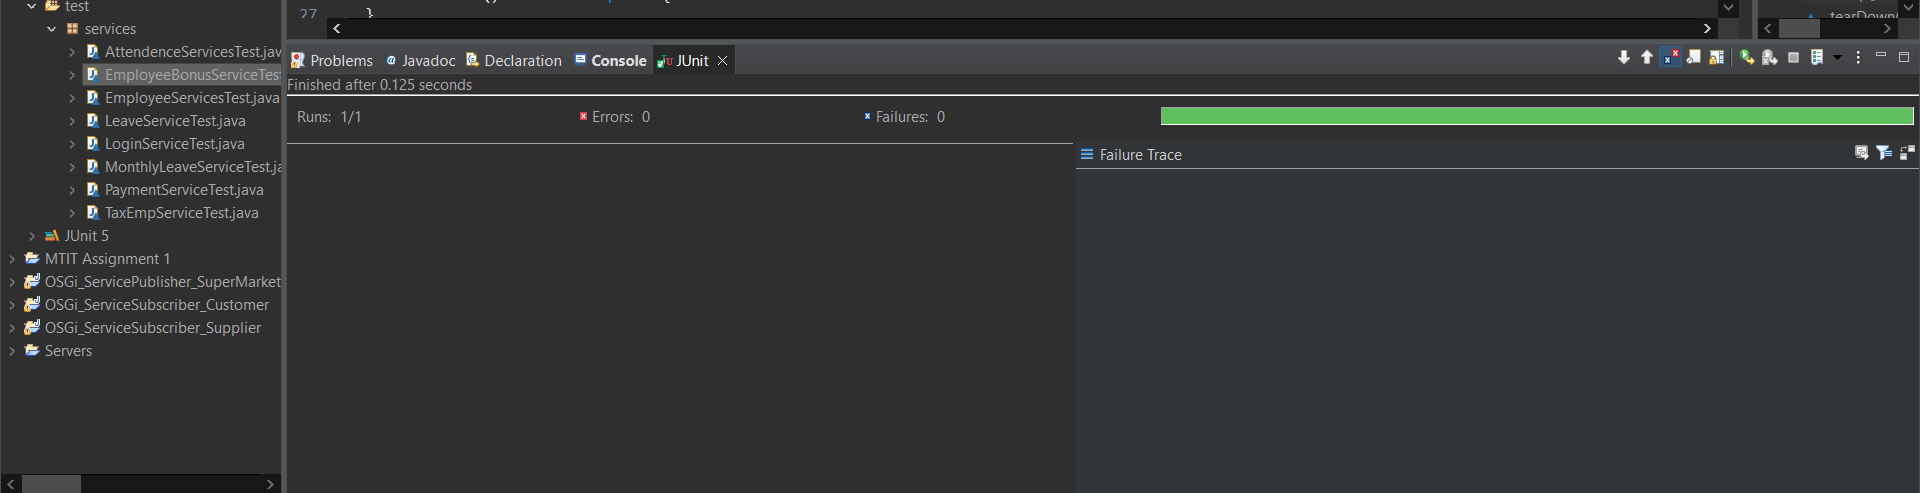 test
services
AttendenceServicesTest.jav
EmployeeBonusServiceTest
EmployeeServicesTest.java
LeaveServiceTest.java
LoginServiceTest.java
MonthlyLeaveServiceTest.ja
PaymentServiceTest.java
TaxEmpServiceTest.java
JUnit 5
MTIT Assignment 1
OSGi_ServicePublisher_SuperMarket
OSGi_ServiceSubscriber_Customer
OSGi_ServiceSubscriber_Supplier
Servers
27 }
tearDown(
Problems Javadoc Declaration Console JUnit
Finished after 0.125 seconds
Runs: 1/1 Errors: 0 Failures: 0
Failure Trace